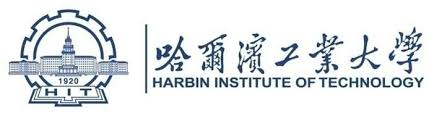 1920
HIT
哈爾濱工業大學
HARBIN INSTITUTE OF TECHNOLOGY